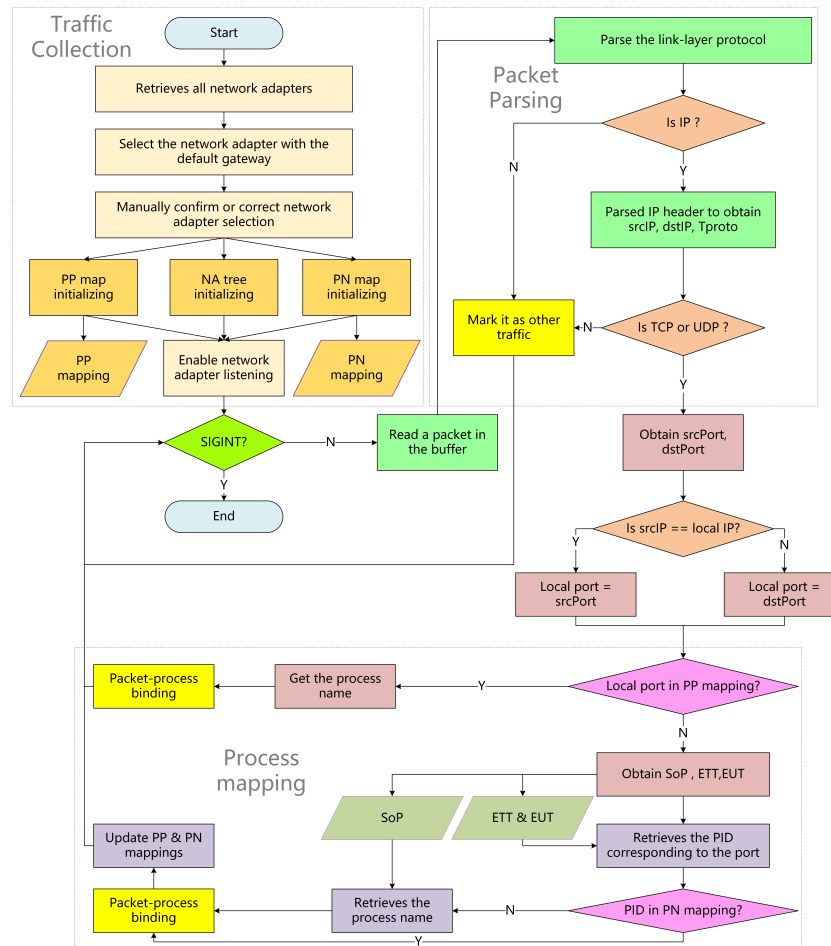 Traffic
Collection
Start
Retrieves all network adapters
Select the network adapter with the
default gateway
Manually confirm or correct network
adapter selection
PP map
initializing
NA tree
initializing
PN map
initializing
PP
mapping
Enable network
adapter listening
PN
mapping
SIGINT?
N
Read a packet in
the buffer
Y
End
Parse the link-layer protocol
Packet
Parsing
Is IP ?
N
Y
Parsed IP header to obtain
srcIP, dstIP, Tproto
Mark it as other
traffic
N
Is TCP or UDP ?
Y
Obtain srcPort,
dstPort
Is srcIP == local IP?
Y
N
Local port =
srcPort
Local port =
dstPort
Packet-process
binding
Get the process
name
Y
Local port in PP mapping?
N
Process
mapping
Obtain SoP , ETT,EUT
SoP
ETT & EUT
Update PP & PN
mappings
Retrieves the PID
corresponding to the port
Packet-process
binding
Retrieves the
process name
N
PID in PN mapping?
Y